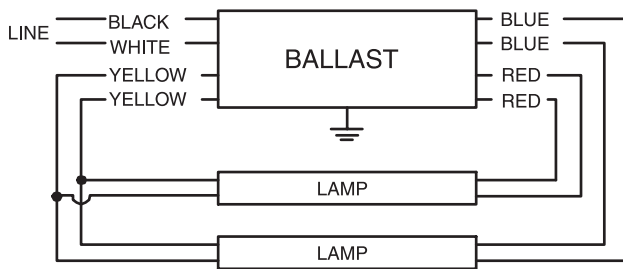 LINE
BLACK
WHITE
YELLOW
YELLOW
BALLAST
BLUE
BLUE
RED
RED
LAMP
LAMP